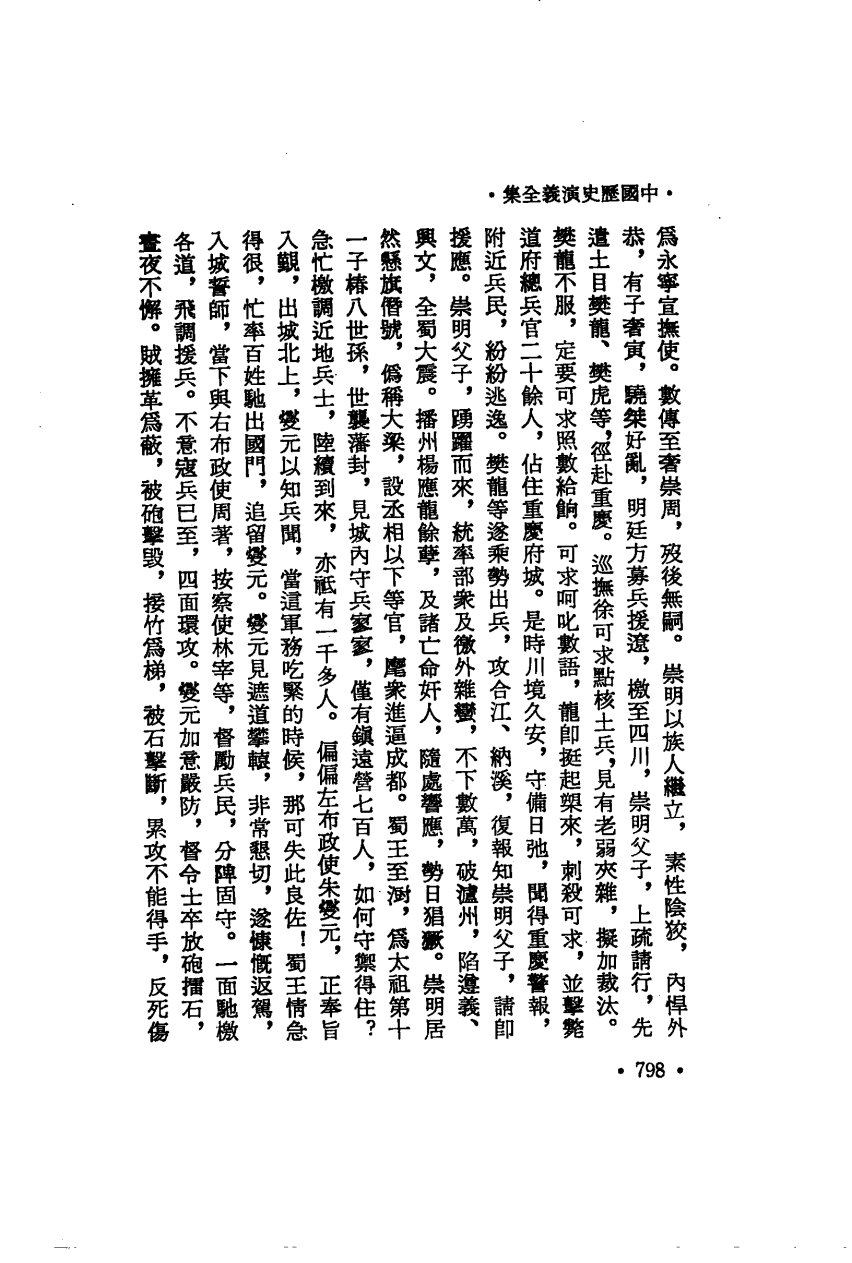 •中國歷史演義全集•
爲永寧宣撫使。數傳至奢崇周，歿後無嗣。崇明以族人繼立，素性陰狡，內悍外
恭，有子奢寅，驍桀好亂，明廷方募兵援遼，檄至四川，崇明父子，上疏請行，先
遣土目樊龍、樊虎等，徑赴重慶。巡撫徐可求點核土兵，見有老弱夾雜，擬加裁汰。
樊龍不服，定要可求照數給餉。可求呵叱數語，龍卽挺起槊來，刺殺可求，並擊斃
道府總兵官二十餘人，佔住重慶府城。是時川境久安，守備日弛，聞得重慶警報，
附近兵民，紛紛逃逸。樊龍等遂乘勢出兵，攻合江、納溪，復報知崇明父子，請卽
援應。崇明父子，踴躍而來，統率部衆及徼外雜蠻，不下數萬，破瀘州，陷遵義、
興文，全蜀大震。播州楊應龍餘孽，及諸亡命奸人，隨處響應，勢日猖獗。崇明居
然懸旗僭號，僞稱大梁，設丞相以下等官，麾衆進逼成都。蜀王至澍，爲太祖第十
一子椿八世孫，世襲藩封，見城內守兵寥寥，僅有鎭遠營七百人，如何守禦得住？
急忙檄調近地兵士，陸續到來，亦祗有一千多人。偏偏左布政使朱燮元，正奉旨
入覲，出城北上，燮元以知兵聞，當這軍務吃緊的時候，那可失此良佐！蜀王情急
得很，忙率百姓馳出國門，追留燮元。燮元見遮道攀轅，非常懇切，遂慷慨返駕，
入城誓師，當下與右布政使周著，按察使林宰等，督勵兵民，分陴固守。一面馳檄
各道，飛調援兵。不意寇兵已至，四面環攻。燮元加意嚴防，督令士卒放砲擂石，
晝夜不懈。賊擁革爲蔽，被砲擊毀，接竹爲梯，被石擊斷，累攻不能得手，反死傷
•798•